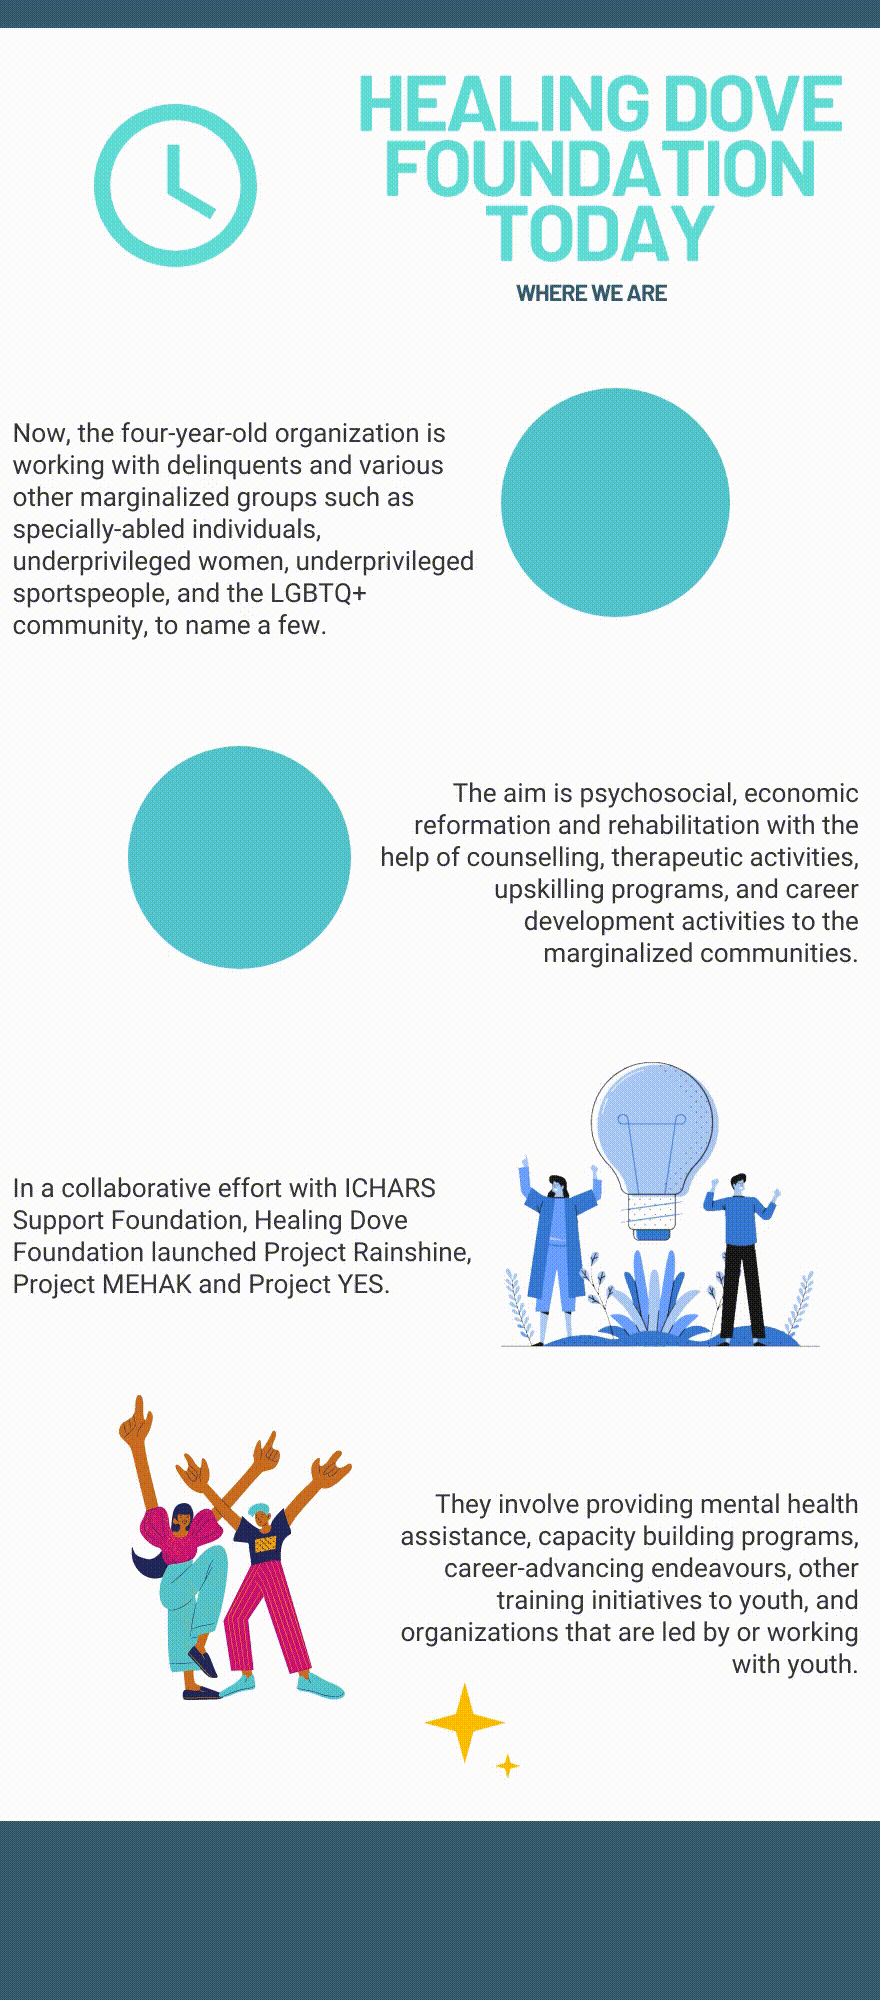 HEALING DOVE
FOUNDATION
TODAY
WHERE WE ARE
Now, the four-year-old organization is
working with delinquents and various
other marginalized groups such as
specially-abled individuals,
underprivileged women, underprivileged
sportspeople, and the LGBTQ+
community, to name a few.
The aim is psychosocial, economic
reformation and rehabilitation with the
help of counselling, therapeutic activities,
upskilling programs, and career
development activities to the
marginalized communities.
In a collaborative effort with ICHARS
Support Foundation, Healing Dove
Foundation launched Project Rainshine,
Project MEHAK and Project YES.
They involve providing mental health
assistance, capacity building programs,
career-advancing endeavours, other
training initiatives to youth, and
organizations that are led by or working
with youth.